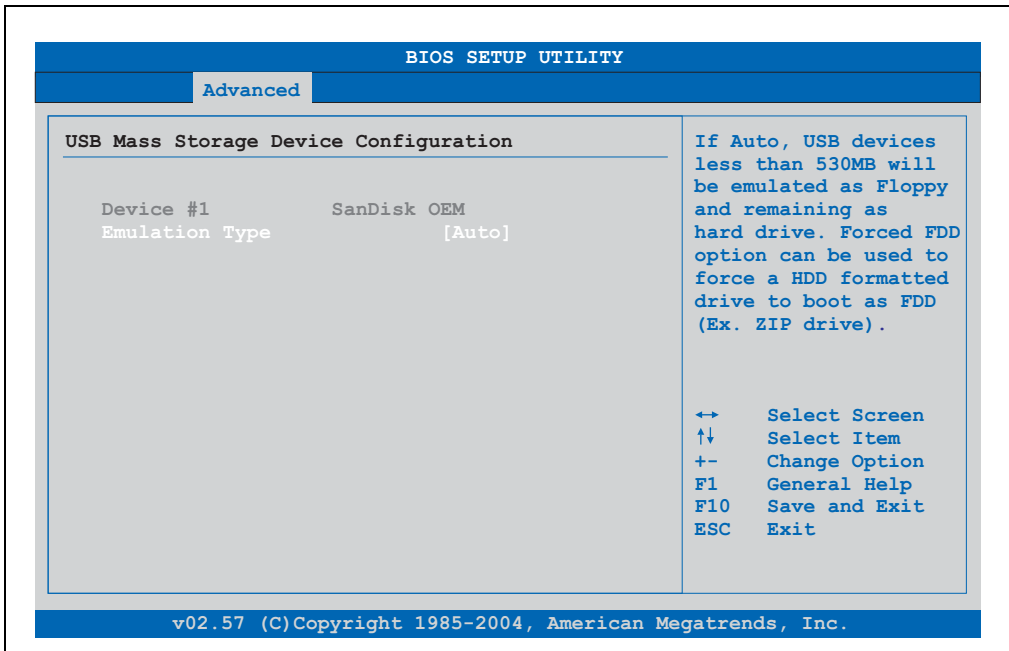 BIOS SETUP UTILITY
Advanced
USB Mass Storage Device Configuration
Device #1 SanDisk OEM
Emulation Type [Auto]
If Auto, USB devices
less than 530MB will
be emulated as Floppy
and remaining as
hard drive. Forced FDD
option can be used to
force a HDD formatted
drive to boot as FDD
(Ex. ZIP drive).
↔ Select Screen
↑↓ Select Item
+- Change Option
F1 General Help
F10 Save and Exit
ESC Exit
v02.57 (C)Copyright 1985-2004, American Megatrends, Inc.